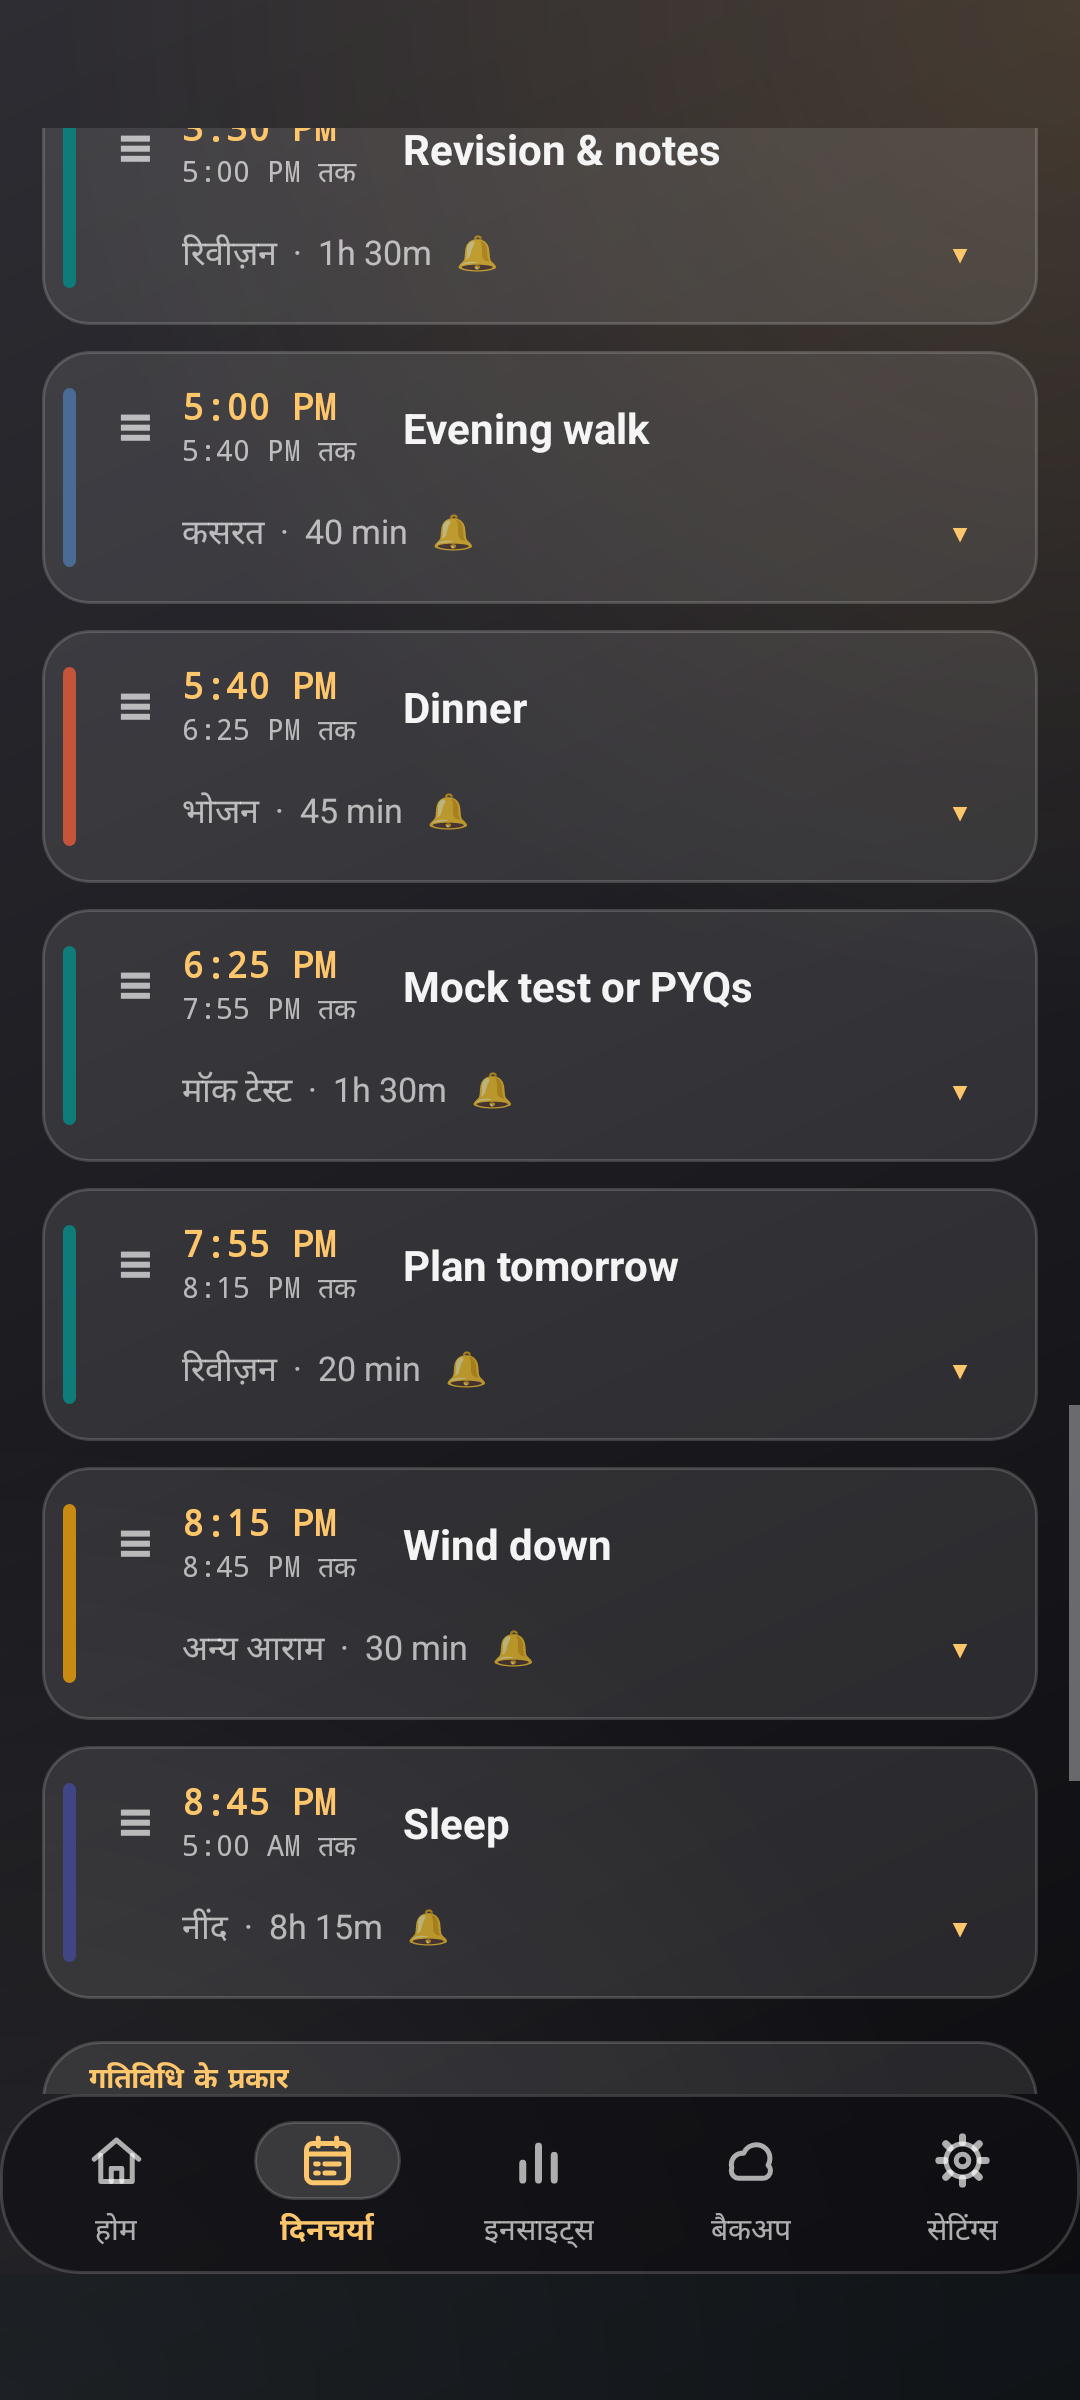 3:30 PM
5:00 PM तक
Revision & notes
रिवीज़न · 1h 30m
5:00 PM
5:40 PM तक
Evening walk
कसरत · 40 min
5:40 PM
6:25 PM तक
Dinner
भोजन · 45 min
6:25 PM
7:55 PM तक
Mock test or PYQs
मॉक टेस्ट · 1h 30m
7:55 PM
8:15 PM तक
Plan tomorrow
रिवीज़न · 20 min
8:15 PM
8:45 PM तक
Wind down
अन्य आराम · 30 min
8:45 PM
5:00 AM तक
Sleep
नींद · 8h 15m
गतिविधि के प्रकार
होम
दिनचर्या
इनसाइट्स
बैकअप
सेटिंग्स